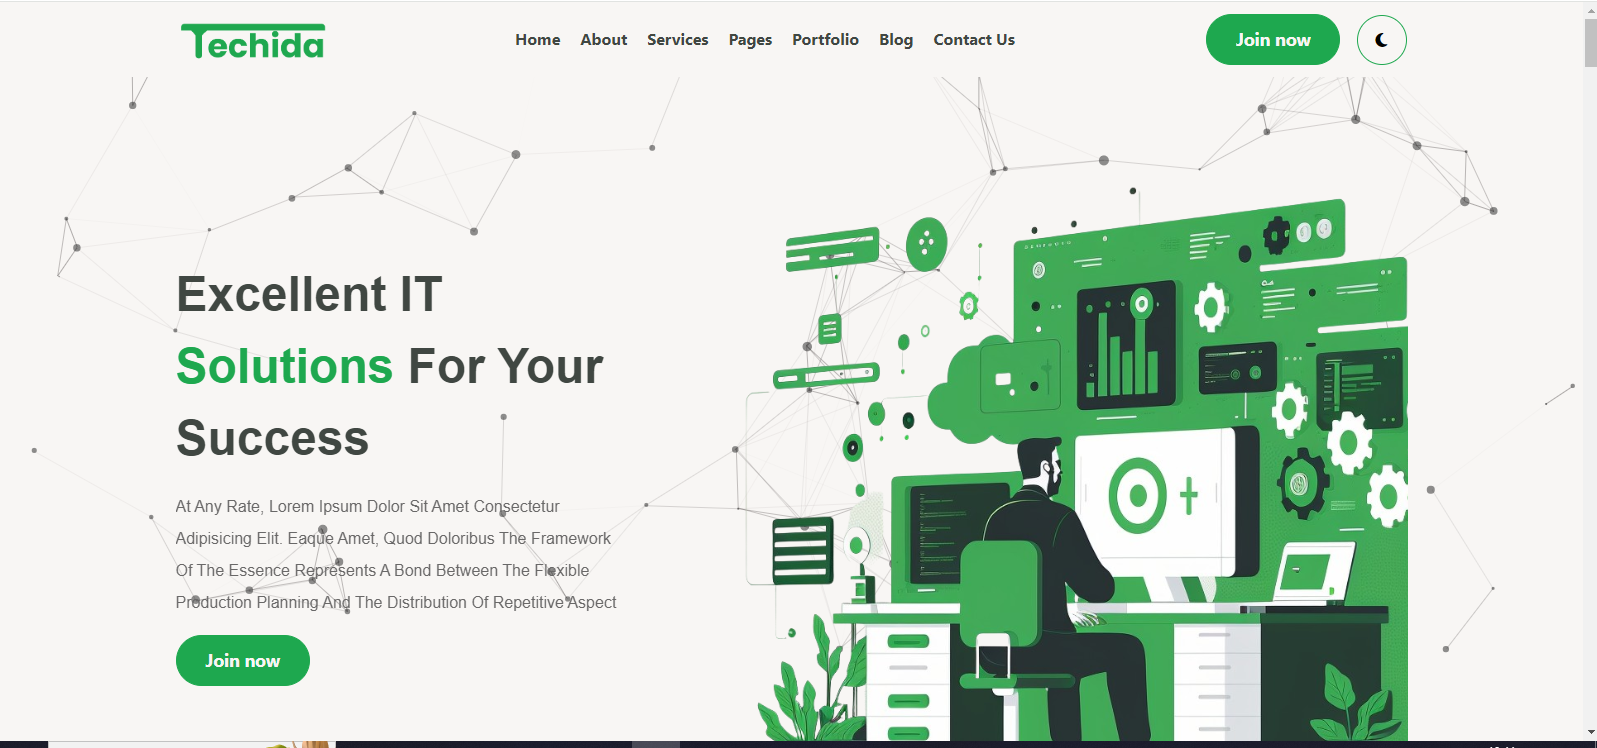 Techida
Home About Services Pages Portfolio Blog Contact Us
Join now
Excellent IT
Solutions For Your
Success
At Any Rate, Lorem Ipsum Dolor Sit Amet Consectetur
Adipisicing Elit. Eaque Amet, Quod Doloribus The Framework
Of The Essence Represents A Bond Between The Flexible
Production Planning And The Distribution Of Repetitive Aspect
Join now